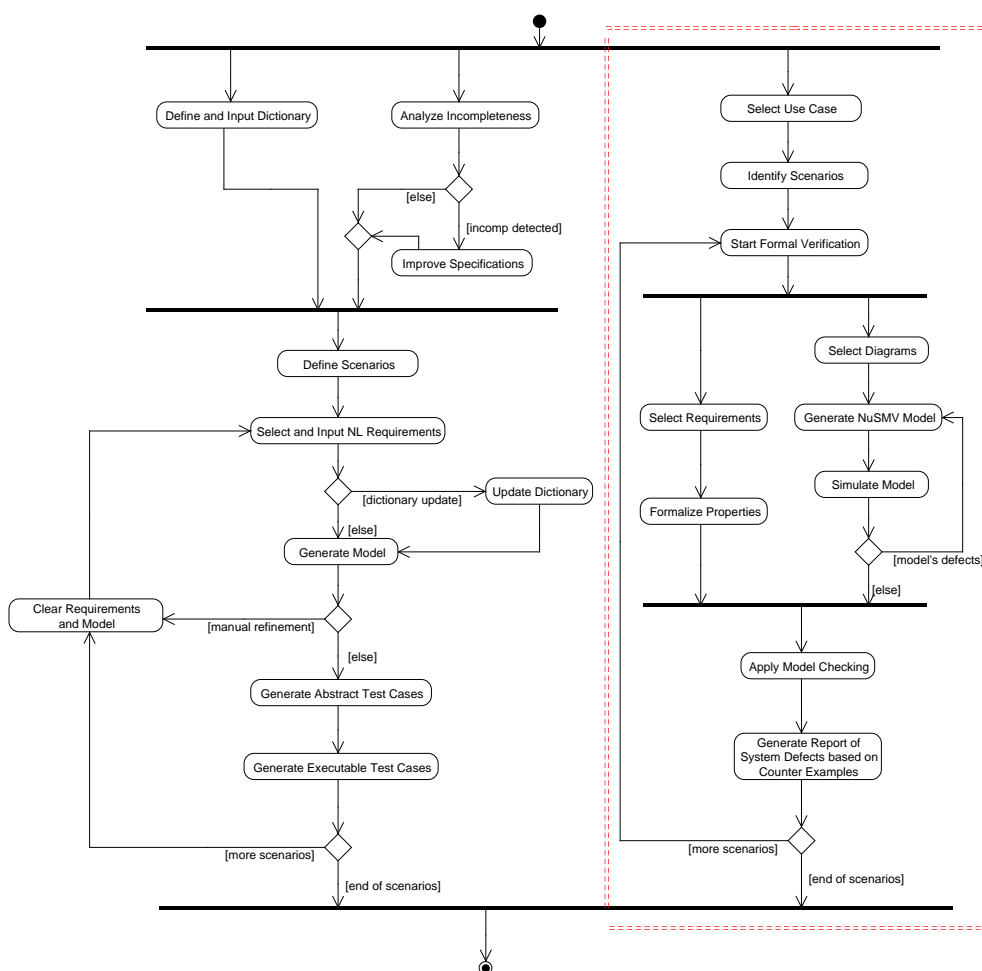 Define and Input Dictionary
Analyze Incompleteness
[else]
[incomp detected]
Improve Specifications
Define Scenarios
Select and Input NL Requirements
[dictionary update]
Update Dictionary
[else]
Generate Model
Clear Requirements
and Model
[manual refinement]
[else]
Generate Abstract Test Cases
Generate Executable Test Cases
[more scenarios]
[end of scenarios]
Select Use Case
Identify Scenarios
Start Formal Verification
Select Diagrams
Select Requirements
Generate NuSMV Model
Simulate Model
Formalize Properties
[model's defects]
[else]
Apply Model Checking
Generate Report of
System Defects based on
Counter Examples
[more scenarios]
[end of scenarios]